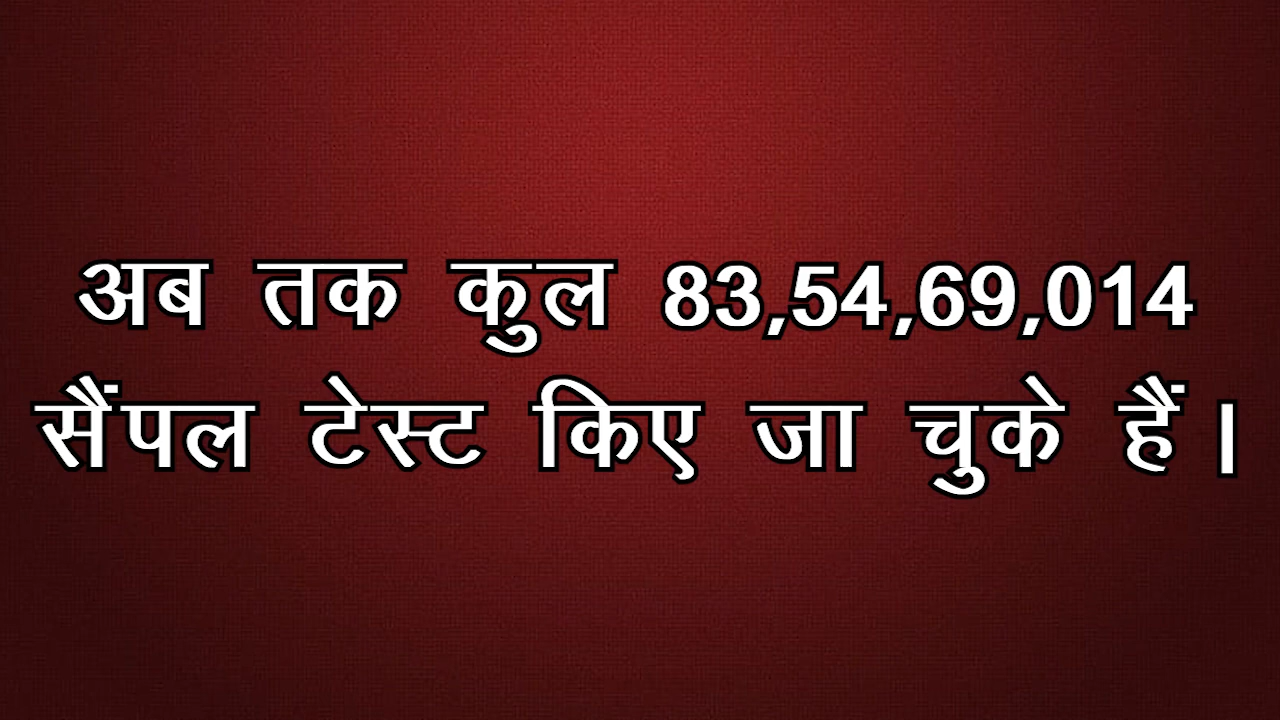 अब तक कुल 83,54,69,014
सैंपल टेस्ट किए जा चुके हैं।